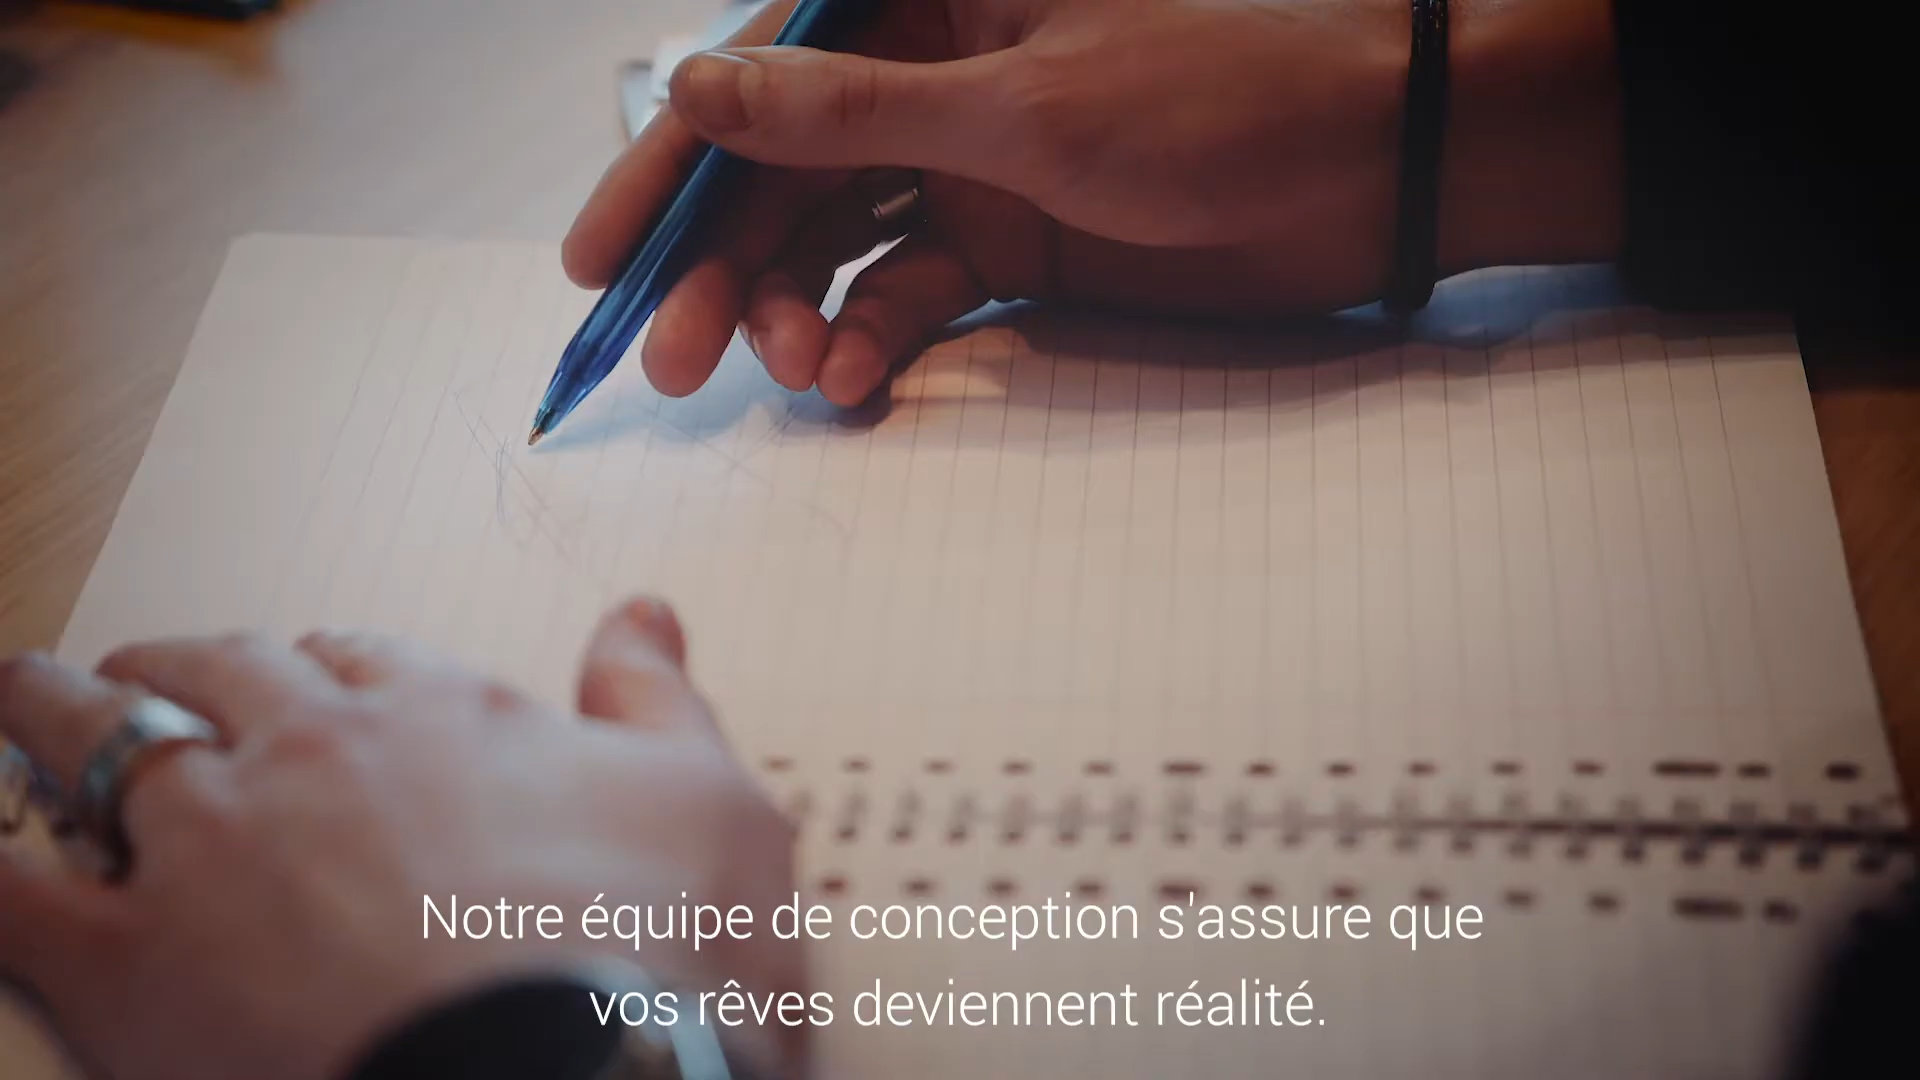 Notre équipe de conception s'assure que
vos rêves deviennent réalité.